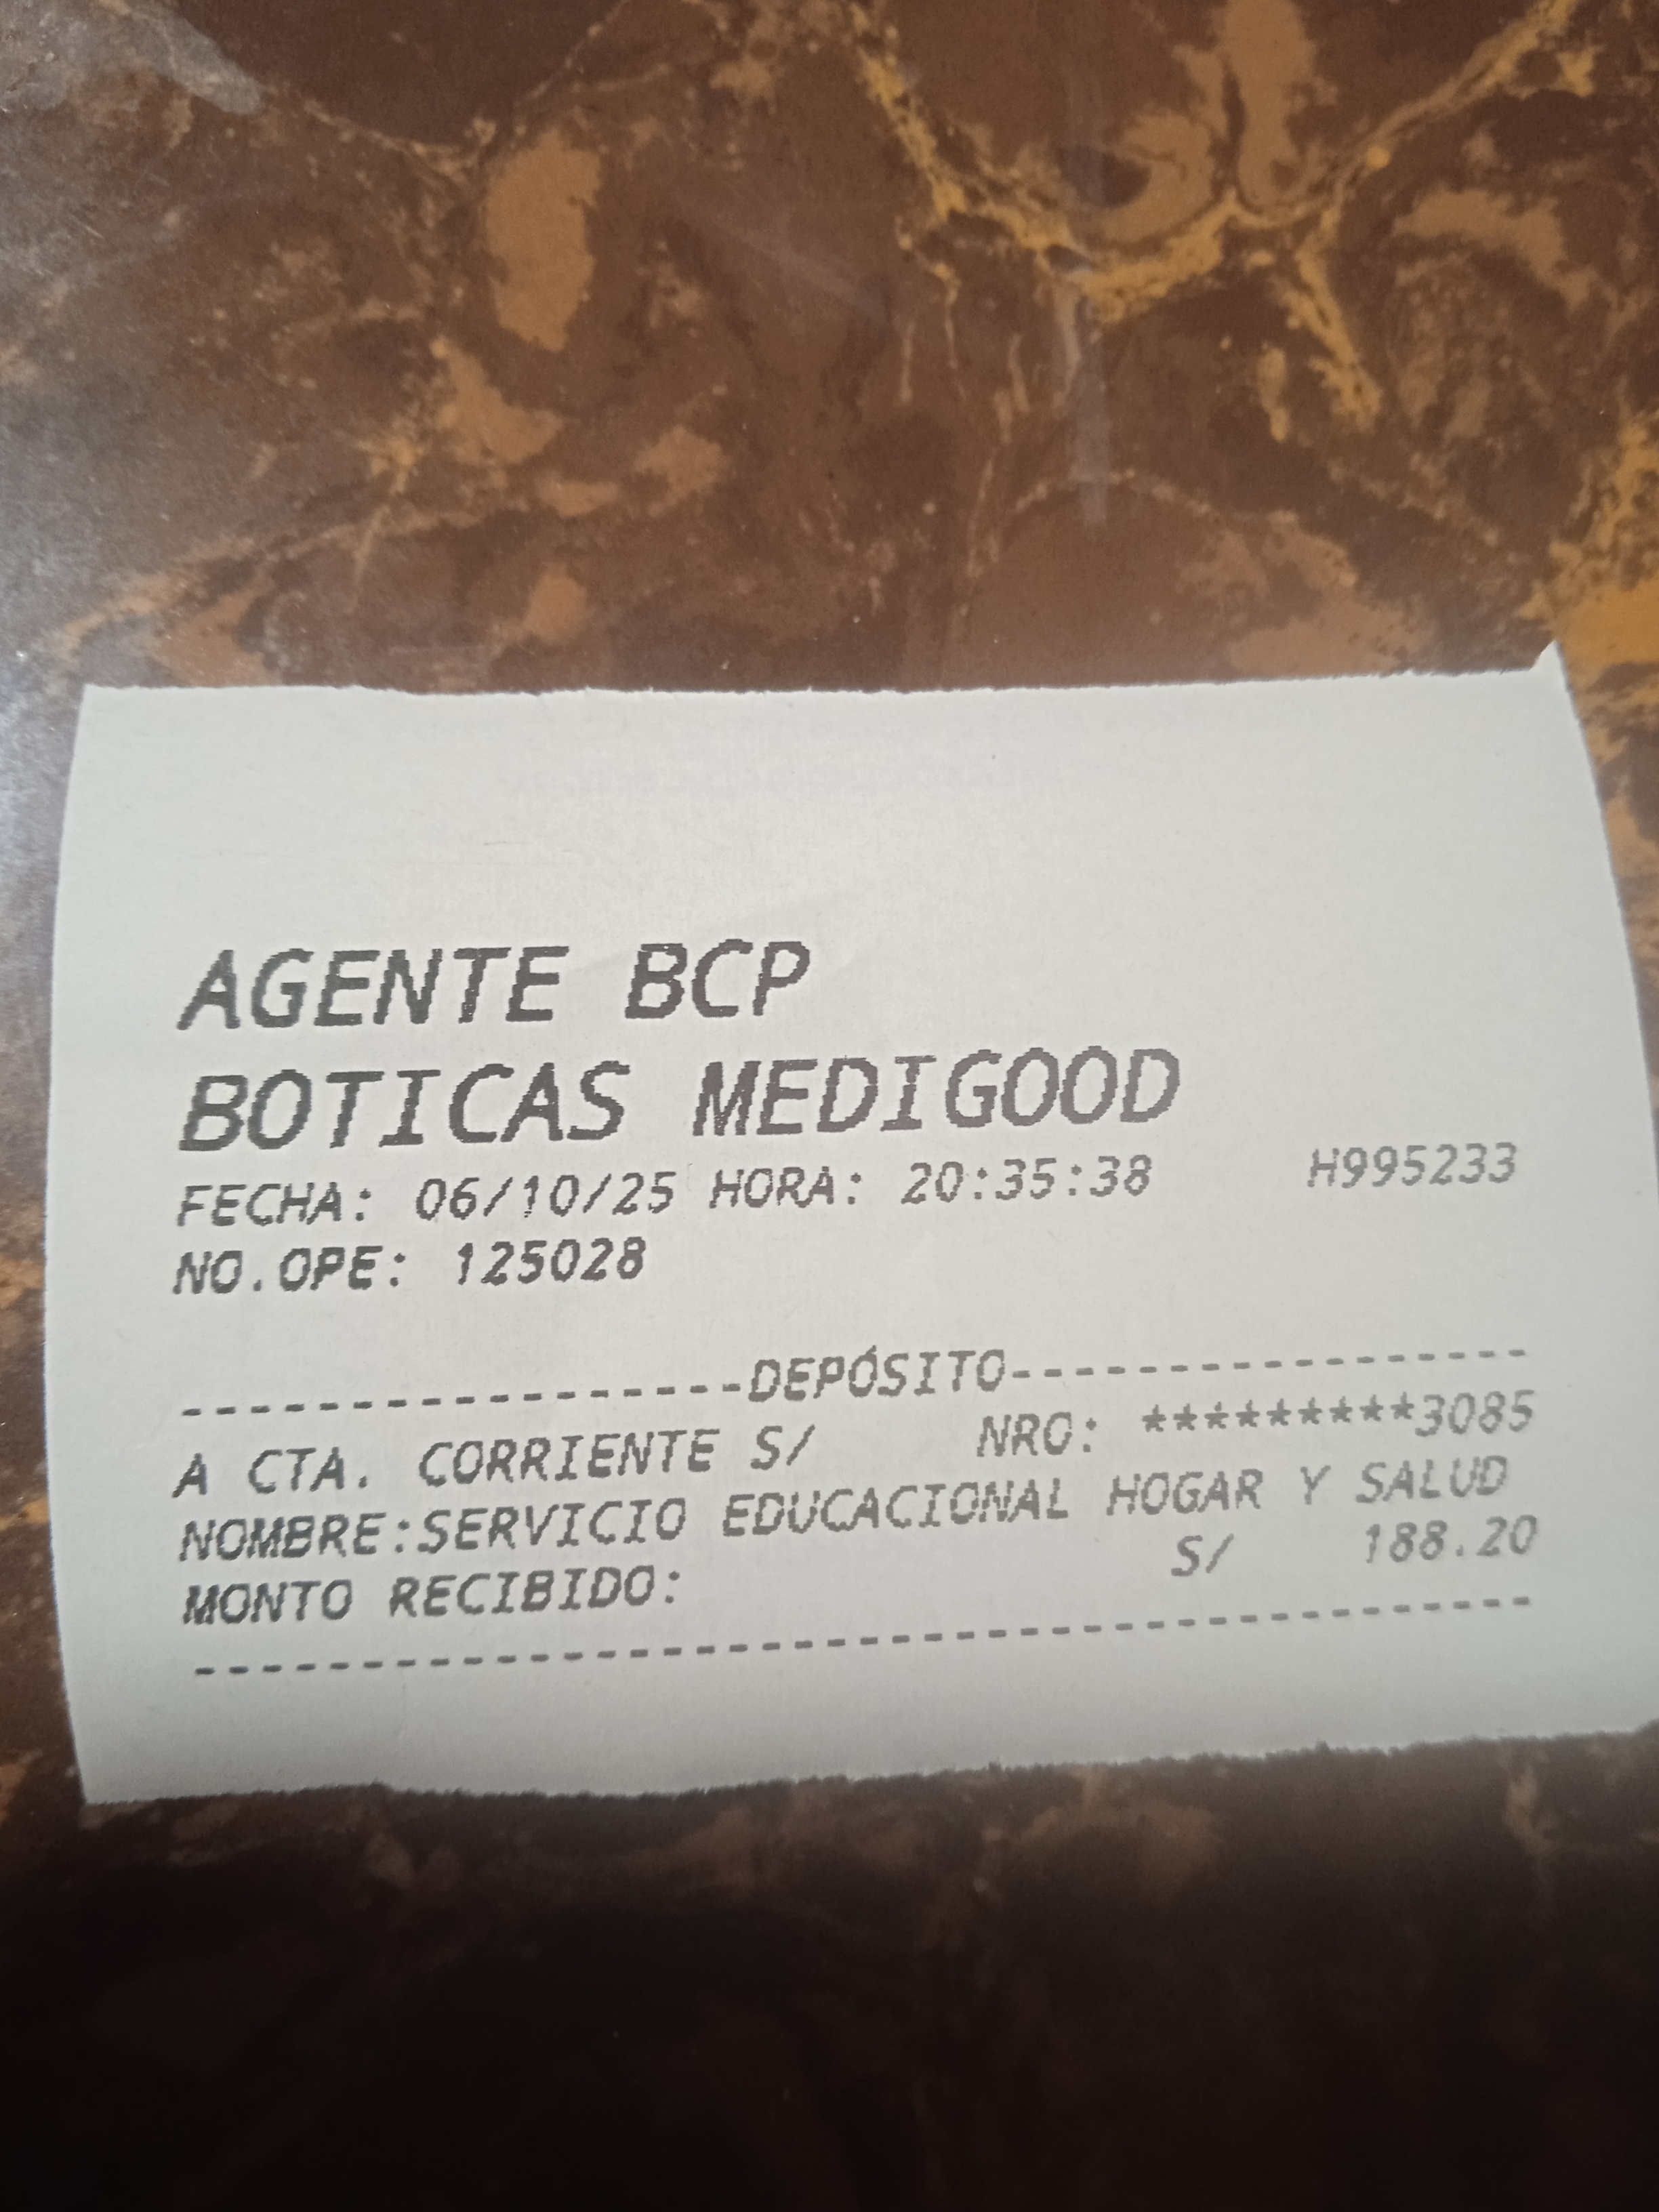 AGENTE BCP
BOTICAS MEDIGOOD
FECHA: 06/10/25 HORA: 20:35:38 H995233
NO.OPE: 125028
-----------------DEPÓSITO-----------------
A CTA. CORRIENTE S/ NRO: *********3085
NOMBRE:SERVICIO EDUCACIONAL HOGAR Y SALUD
MONTO RECIBIDO: S/ 188.20
------------------------------------------